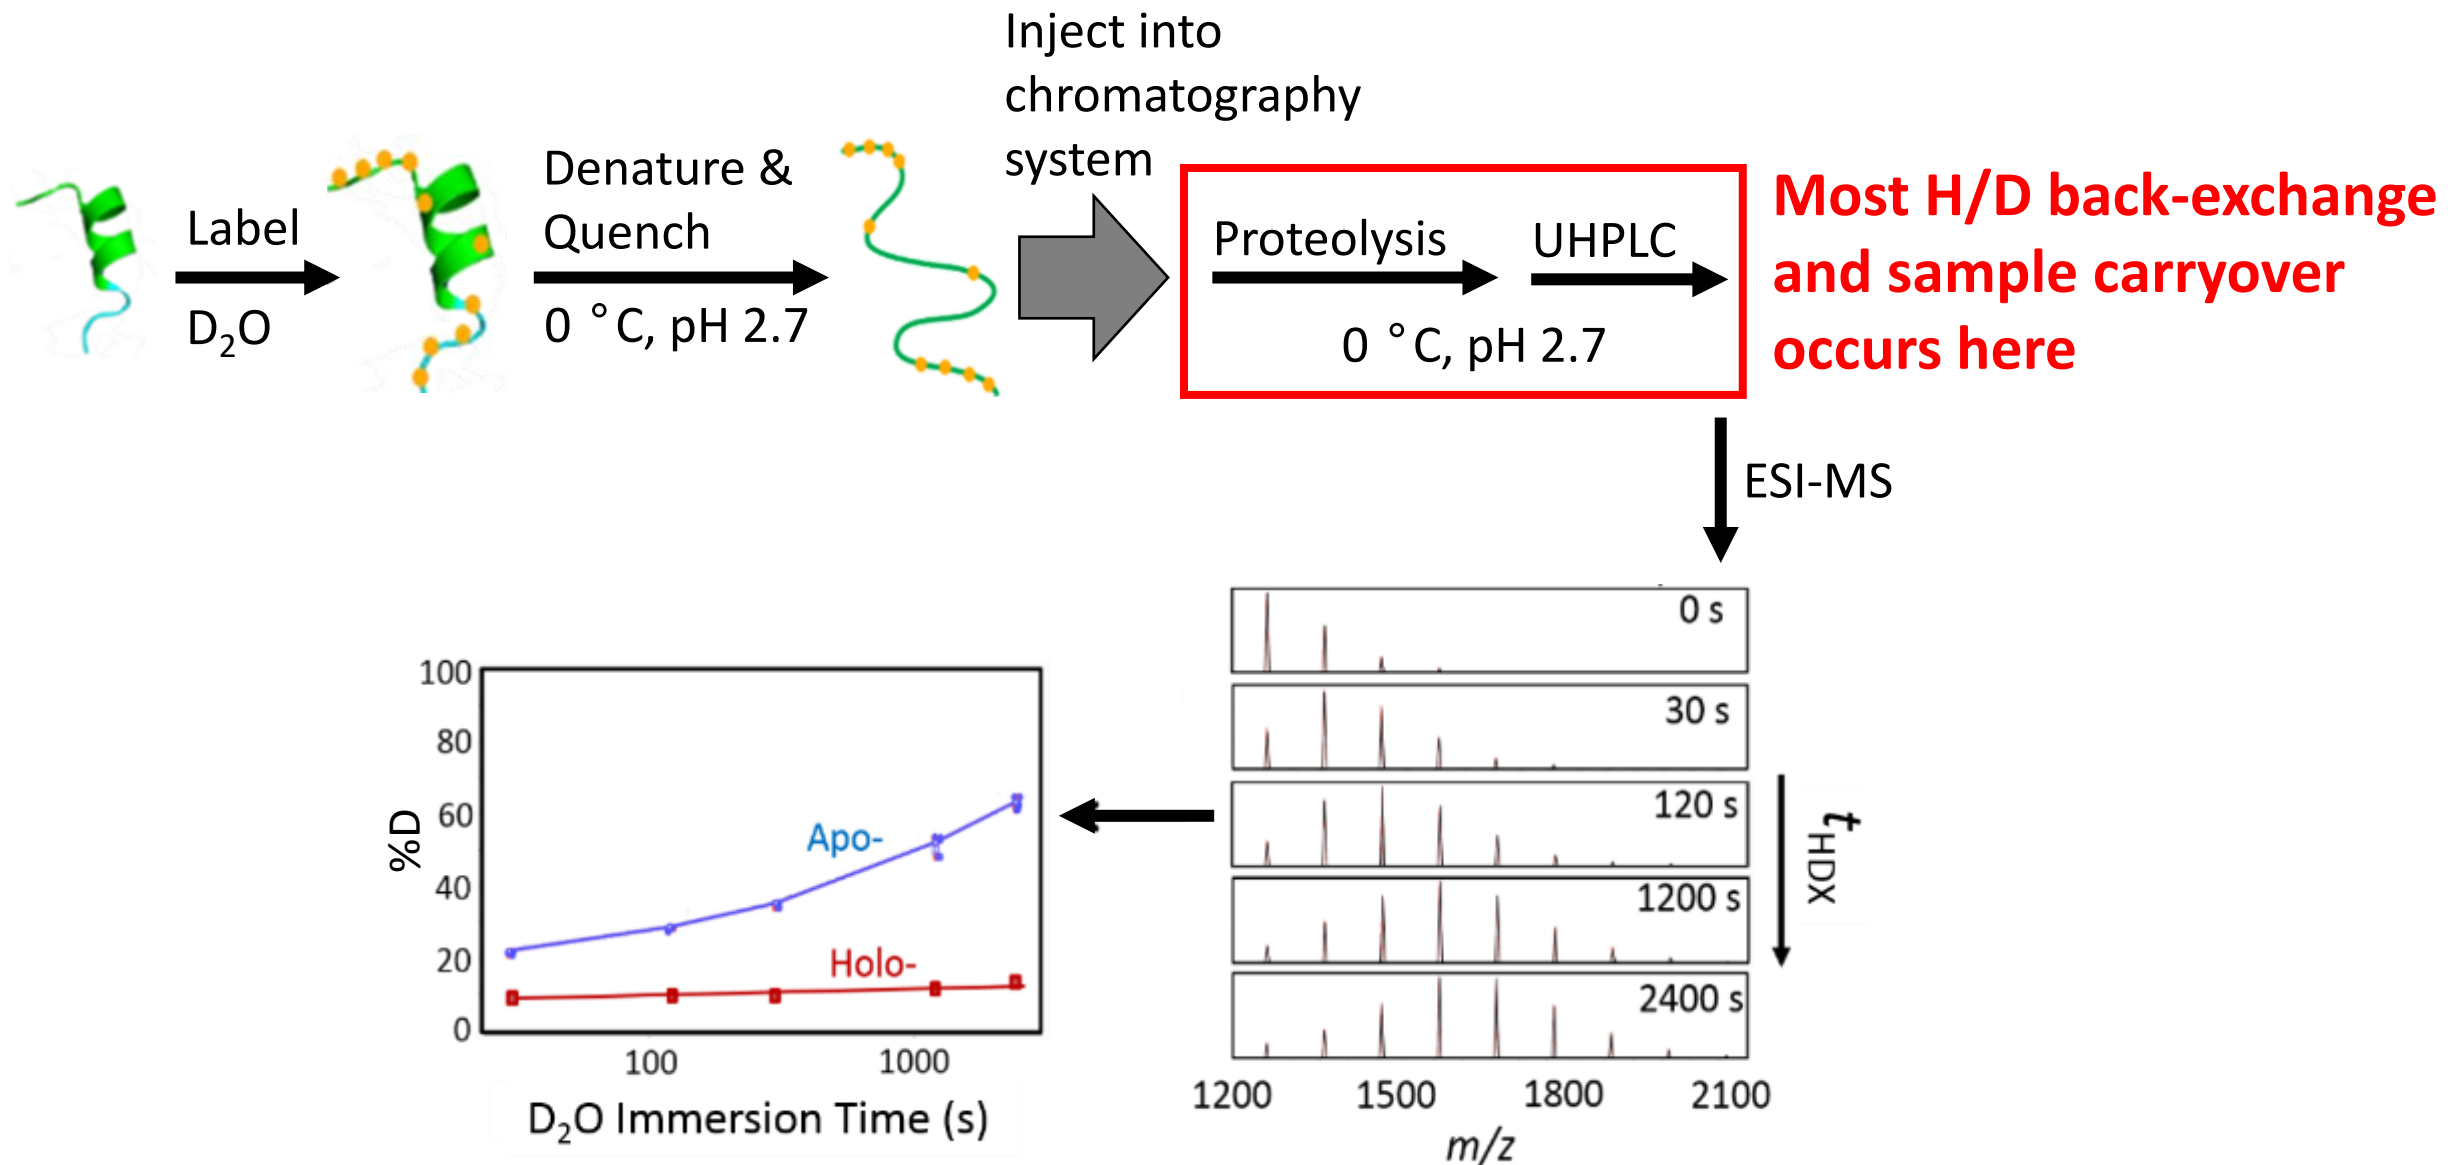 Inject into
chromatography
system
Label
D₂O
Denature &
Quench
0 °C, pH 2.7
Proteolysis
UHPLC
0 °C, pH 2.7
Most H/D back-exchange
and sample carryover
occurs here
ESI-MS
0 s
30 s
120 s
1200 s
2400 s
tHDX
1200 1500 1800 2100
m/z
%D
100
80
60
40
20
0
Apo-
Holo-
100 1000
D₂O Immersion Time (s)